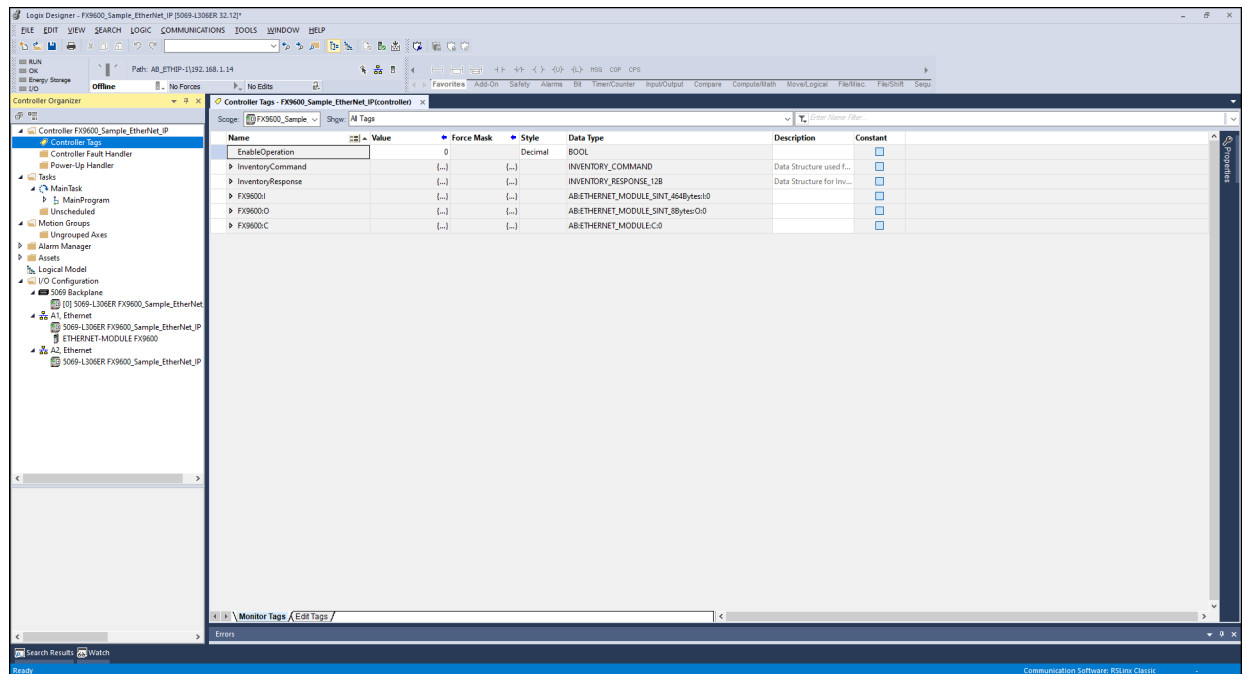 Logix Designer - FX9600_Sample_EtherNet_IP [5069-L306ER 32.12]*
FILE EDIT VIEW SEARCH LOGIC COMMUNICATIONS TOOLS WINDOW HELP
RUN
OK
Energy Storage
I/O
Path: AB_ETHIP-1\192.168.1.14
Offline No Forces No Edits
MSG COP CPS
Favorites Add-On Safety Alarms Bit Timer/Counter Input/Output Compare Compute/Math Move/Logical File/Misc. File/Shift Sequ
Controller Organizer
Controller FX9600_Sample_EtherNet_IP
Controller Tags
Controller Fault Handler
Power-Up Handler
Tasks
MainTask
MainProgram
Unscheduled
Motion Groups
Ungrouped Axes
Alarm Manager
Assets
Logical Model
I/O Configuration
5069 Backplane
[0] 5069-L306ER FX9600_Sample_EtherNet
A1, Ethernet
5069-L306ER FX9600_Sample_EtherNet_IP
ETHERNET-MODULE FX9600
A2, Ethernet
5069-L306ER FX9600_Sample_EtherNet_IP
Controller Tags - FX9600_Sample_EtherNet_IP(controller)
Scope: FX9600_Sample Show: All Tags Enter Name Filter...
Name Value Force Mask Style Data Type Description Constant
EnableOperation 0 Decimal BOOL
InventoryCommand {...} {...} INVENTORY_COMMAND Data Structure used f...
InventoryResponse {...} {...} INVENTORY_RESPONSE_12B Data Structure for Inv...
FX9600:I {...} {...} AB:ETHERNET_MODULE_SINT_464Bytes:I:0
FX9600:O {...} {...} AB:ETHERNET_MODULE_SINT_8Bytes:O:0
FX9600:C {...} {...} AB:ETHERNET_MODULE:C:0
Properties
Monitor Tags Edit Tags
Errors
Search Results Watch
Ready Communication Software: RSLinx Classic